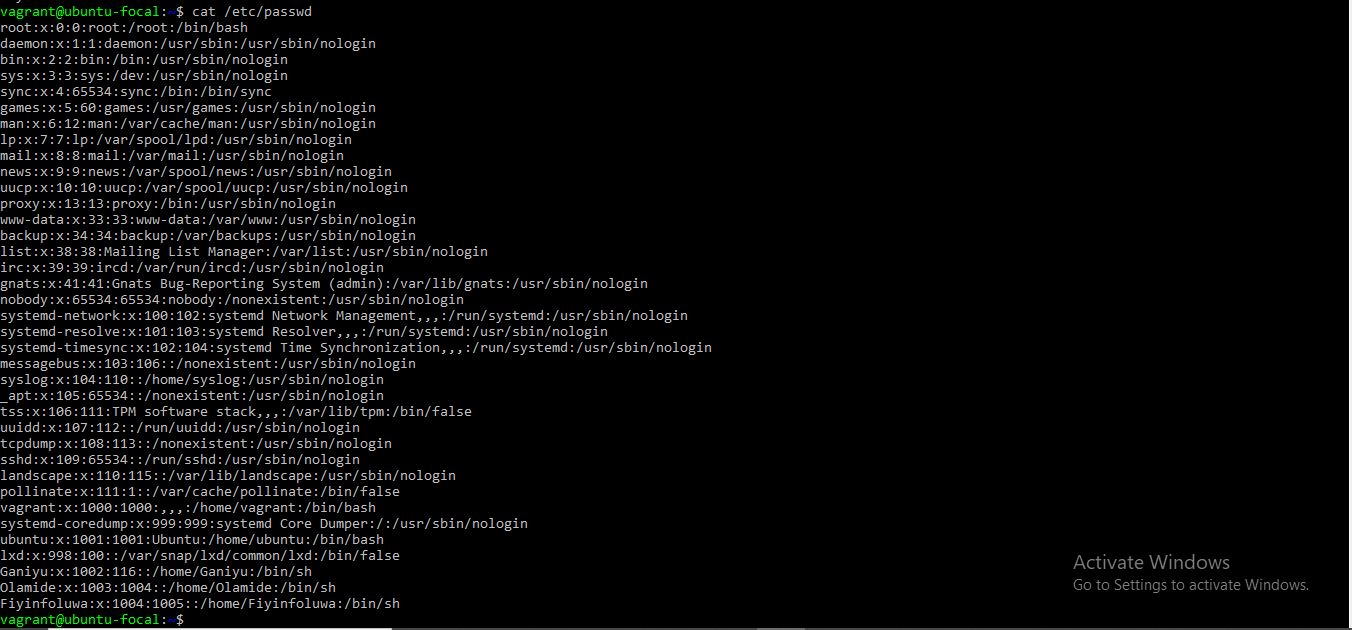 vagrant@ubuntu-focal:~$ cat /etc/passwd
root:x:0:0:root:/root:/bin/bash
daemon:x:1:1:daemon:/usr/sbin:/usr/sbin/nologin
bin:x:2:2:bin:/bin:/usr/sbin/nologin
sys:x:3:3:sys:/dev:/usr/sbin/nologin
sync:x:4:65534:sync:/bin:/bin/sync
games:x:5:60:games:/usr/games:/usr/sbin/nologin
man:x:6:12:man:/var/cache/man:/usr/sbin/nologin
lp:x:7:7:lp:/var/spool/lpd:/usr/sbin/nologin
mail:x:8:8:mail:/var/mail:/usr/sbin/nologin
news:x:9:9:news:/var/spool/news:/usr/sbin/nologin
uucp:x:10:10:uucp:/var/spool/uucp:/usr/sbin/nologin
proxy:x:13:13:proxy:/bin:/usr/sbin/nologin
www-data:x:33:33:www-data:/var/www:/usr/sbin/nologin
backup:x:34:34:backup:/var/backups:/usr/sbin/nologin
list:x:38:38:Mailing List Manager:/var/list:/usr/sbin/nologin
irc:x:39:39:ircd:/var/run/ircd:/usr/sbin/nologin
gnats:x:41:41:Gnats Bug-Reporting System (admin):/var/lib/gnats:/usr/sbin/nologin
nobody:x:65534:65534:nobody:/nonexistent:/usr/sbin/nologin
systemd-network:x:100:102:systemd Network Management,,,:/run/systemd:/usr/sbin/nologin
systemd-resolve:x:101:103:systemd Resolver,,,:/run/systemd:/usr/sbin/nologin
systemd-timesync:x:102:104:systemd Time Synchronization,,,:/run/systemd:/usr/sbin/nologin
messagebus:x:103:106::/nonexistent:/usr/sbin/nologin
syslog:x:104:110::/home/syslog:/usr/sbin/nologin
_apt:x:105:65534::/nonexistent:/usr/sbin/nologin
tss:x:106:111:TPM software stack,,,:/var/lib/tpm:/bin/false
uuidd:x:107:112::/run/uuidd:/usr/sbin/nologin
tcpdump:x:108:113::/nonexistent:/usr/sbin/nologin
sshd:x:109:65534::/run/sshd:/usr/sbin/nologin
landscape:x:110:115::/var/lib/landscape:/usr/sbin/nologin
pollinate:x:111:1::/var/cache/pollinate:/bin/false
vagrant:x:1000:1000:,,,:/home/vagrant:/bin/bash
systemd-coredump:x:999:999:systemd Core Dumper:/:/usr/sbin/nologin
ubuntu:x:1001:1001:Ubuntu:/home/ubuntu:/bin/bash
lxd:x:998:100::/var/snap/lxd/common/lxd:/bin/false
Ganiyu:x:1002:116::/home/Ganiyu:/bin/sh
Olamide:x:1003:1004::/home/Olamide:/bin/sh
Fiyinfoluwa:x:1004:1005::/home/Fiyinfoluwa:/bin/sh
vagrant@ubuntu-focal:~$
Activate Windows
Go to Settings to activate Windows.